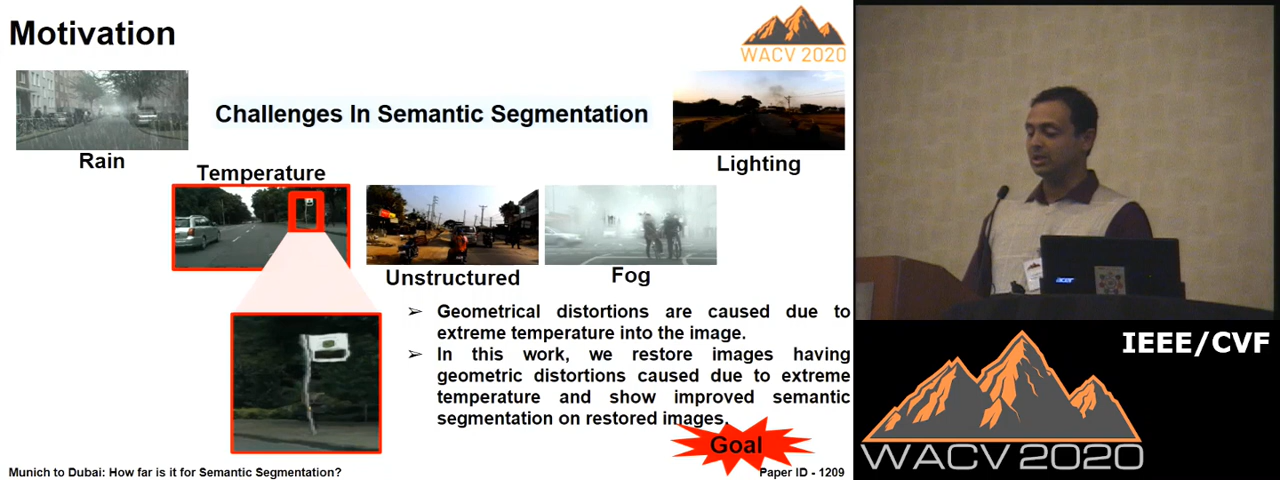 Motivation
WACV 2020
Challenges In Semantic Segmentation
Rain
Lighting
Temperature
Unstructured
Fog
➢ Geometrical distortions are caused due to
extreme temperature into the image.
➢ In this work, we restore images having
geometric distortions caused due to extreme
temperature and show improved semantic
segmentation on restored images.
Goal
Munich to Dubai: How far is it for Semantic Segmentation?
Paper ID - 1209
acer
IEEE/CVF
WACV 2020